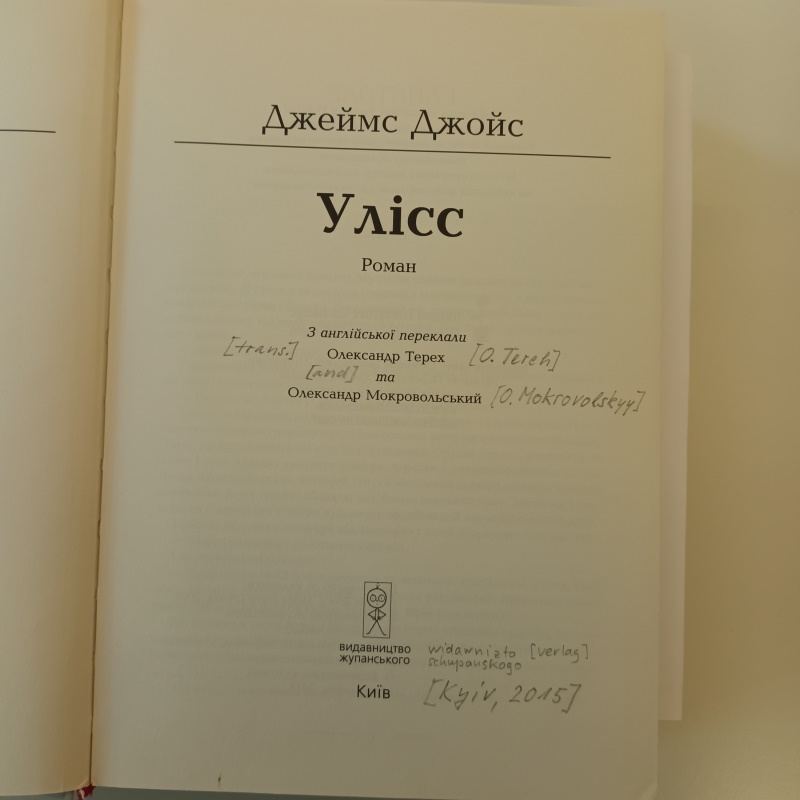 Джеймс Джойс
Улісс
Роман
З англійської переклали
[trans.] Олександр Терех [O. Terech]
[and] та
Олександр Мокровольський [O. Mokrovolskyy]
видавництво widawnizto [verlag]
жупанського schupanskogo
Київ [Kyiv, 2015]